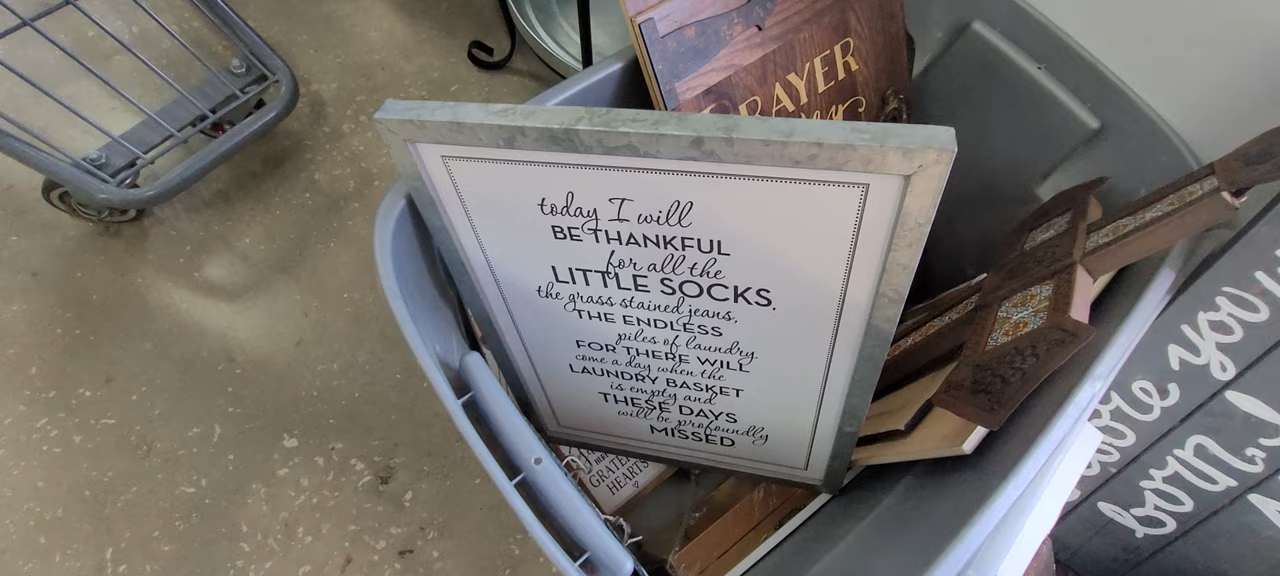 PRAYER
today I will
BE THANKFUL
for all the
LITTLE SOCKS,
the grass stained jeans,
THE ENDLESS
piles of laundry.
FOR THERE WILL
come a day when the
LAUNDRY BASKET
is empty and
THESE DAYS
will be profoundly
MISSED
GRATEFUL
HEARTS
you
born,